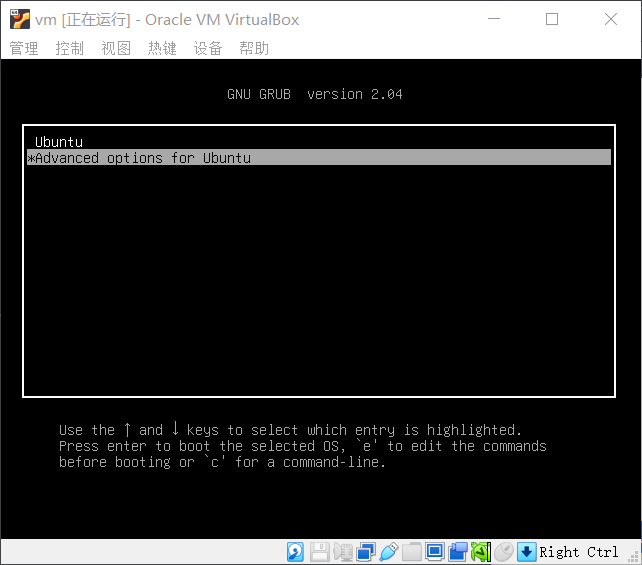 vm [正在运行] - Oracle VM VirtualBox
管理 控制 视图 热键 设备 帮助
GNU GRUB  version 2.04
Ubuntu
*Advanced options for Ubuntu
Use the ↑ and ↓ keys to select which entry is highlighted.
Press enter to boot the selected OS, `e' to edit the commands
before booting or `c' for a command-line.
Right Ctrl